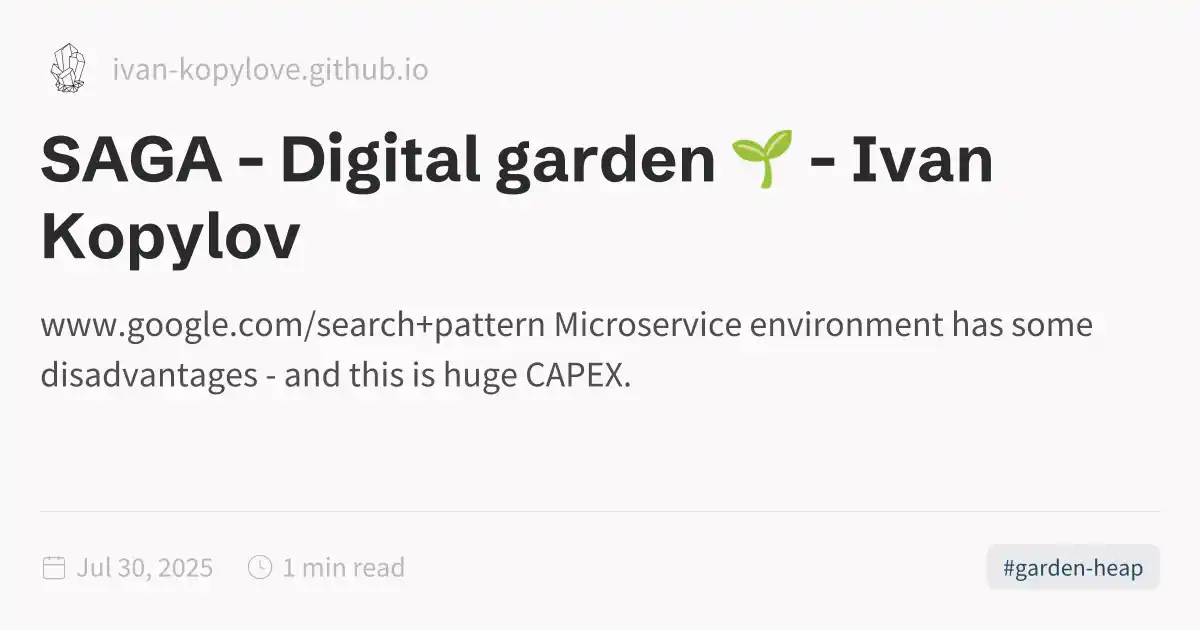 ivan-kopylove.github.io
SAGA - Digital garden 🌱 - Ivan
Kopylov
www.google.com/search+pattern Microservice environment has some
disadvantages - and this is huge CAPEX.
Jul 30, 2025 1 min read
#garden-heap